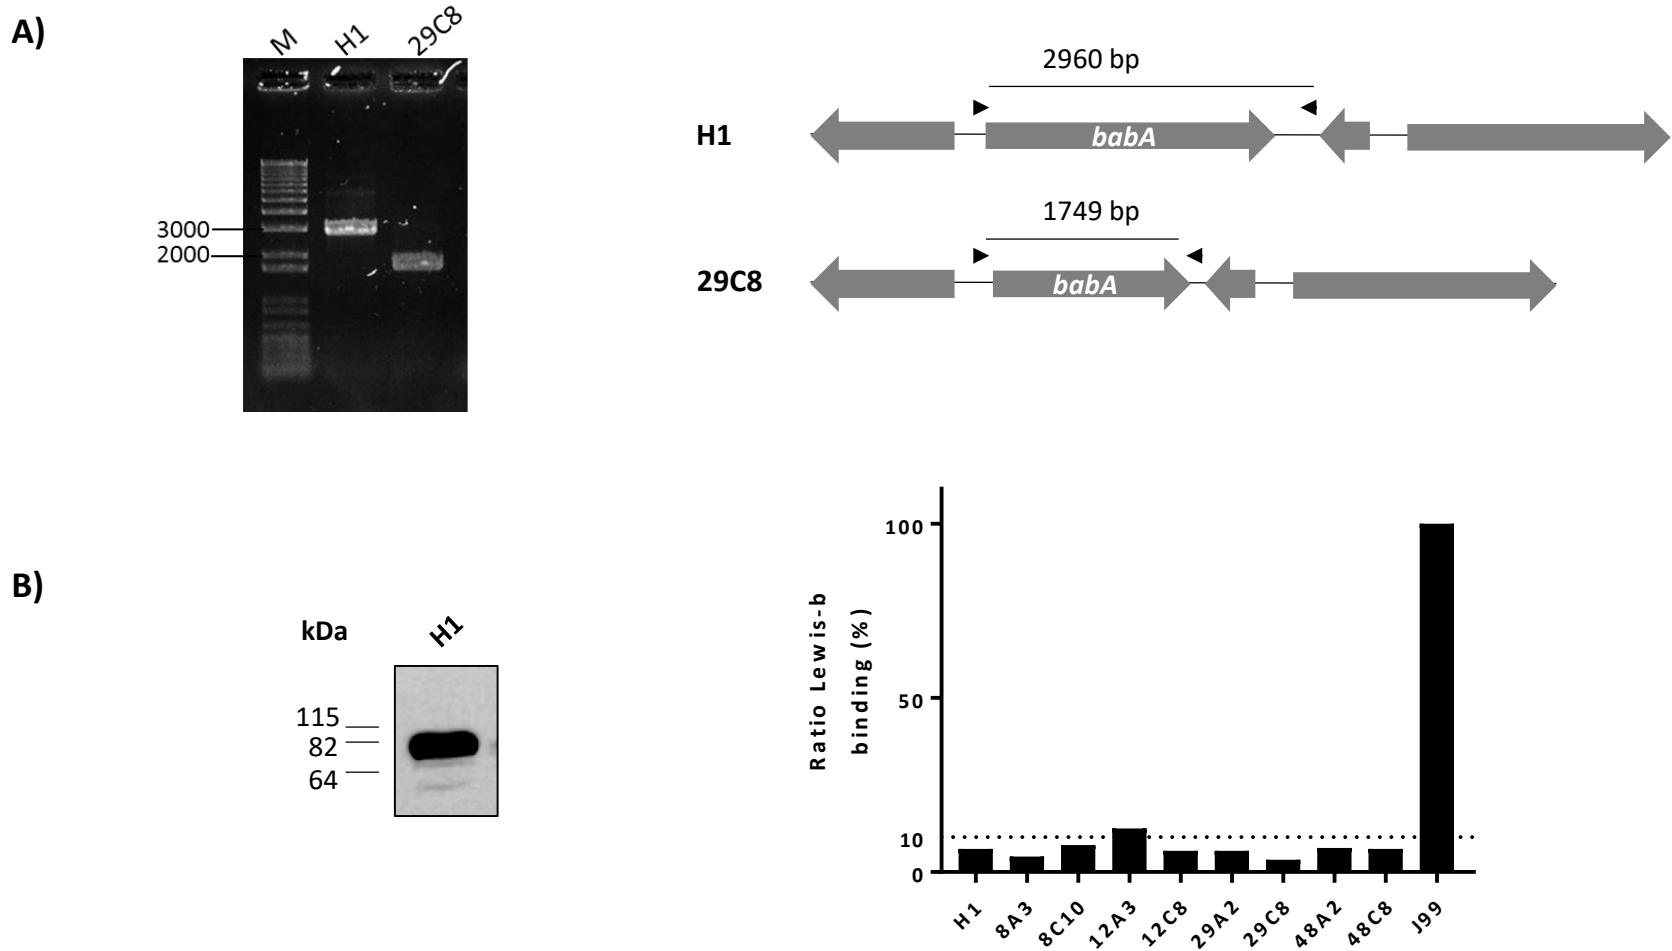 A)
M
H1
29C8
3000
2000
2960 bp
H1
babA
1749 bp
29C8
babA
B)
kDa
H1
115
82
64
Ratio Lewis-b
binding (%)
100
50
10
0
H1
8A3
8C10
12A3
12C8
29A2
29C8
48A2
48C8
J99